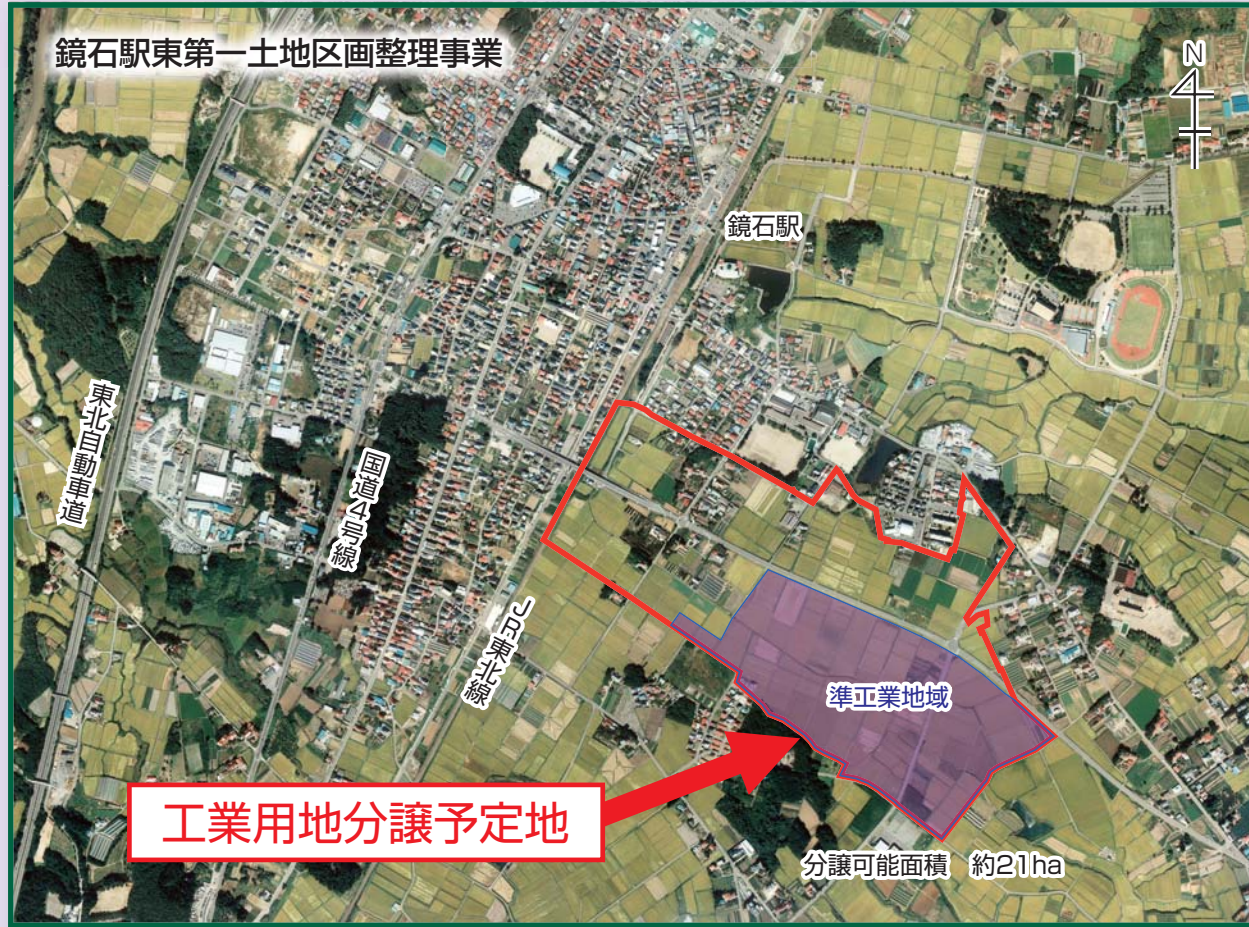 鏡石駅東第一土地区画整理事業
N
鏡石駅
東北自動車道
国道4号線
JR東北線
準工業地域
工業用地分譲予定地
分譲可能面積　約21ha